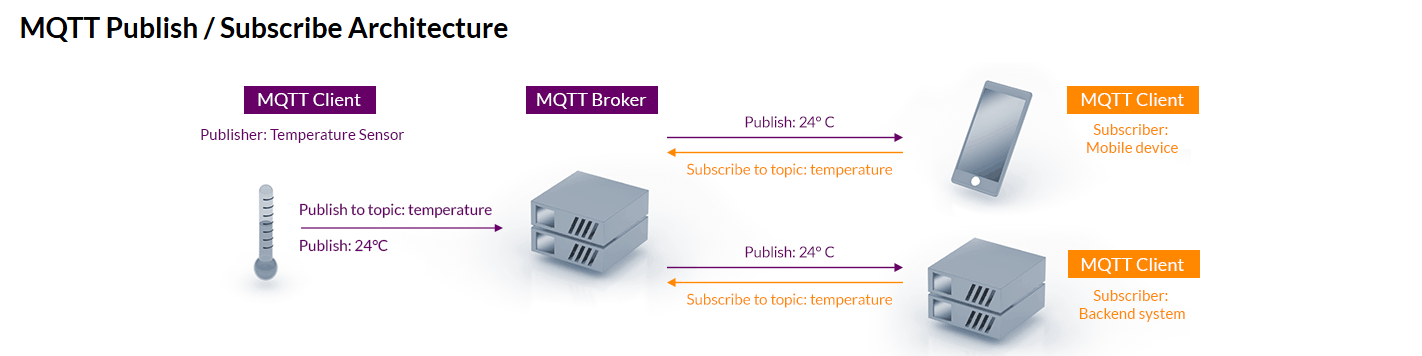 MQTT Publish / Subscribe Architecture
MQTT Client
Publisher: Temperature Sensor
Publish to topic: temperature
Publish: 24°C
MQTT Broker
Publish: 24° C
Subscribe to topic: temperature
MQTT Client
Subscriber:
Mobile device
Publish: 24° C
Subscribe to topic: temperature
MQTT Client
Subscriber:
Backend system